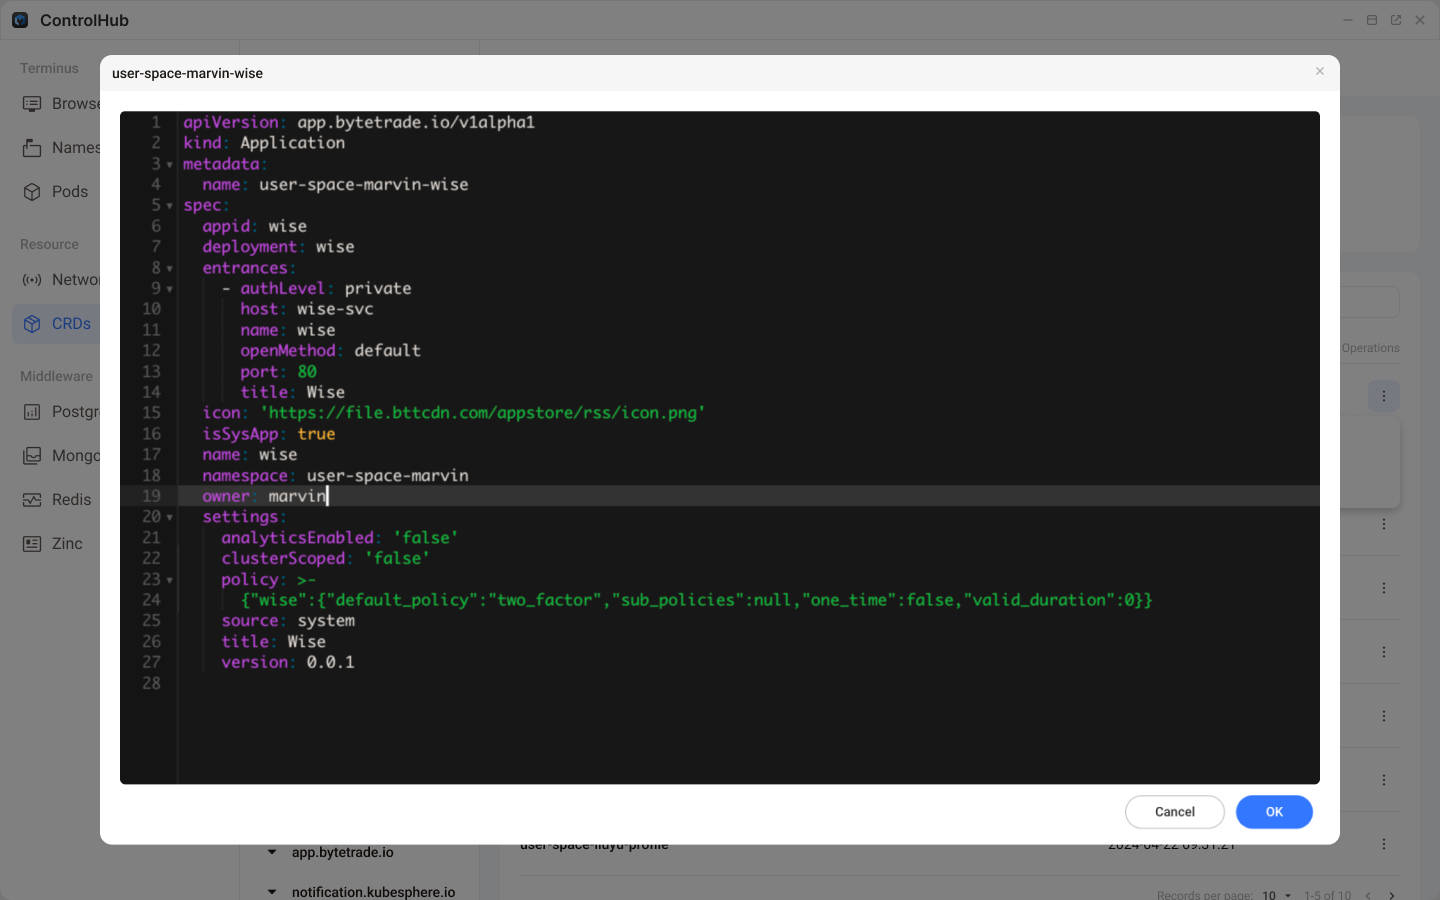 ControlHub
Terminus
Browse
Names
Pods
Resource
Networ
CRDs
Middleware
Postgr
Mongo
Redis
Zinc
user-space-marvin-wise
1 apiVersion: app.bytetrade.io/v1alpha1
2 kind: Application
3 metadata:
4 name: user-space-marvin-wise
5 spec:
6 appid: wise
7 deployment: wise
8 entrances:
9 - authLevel: private
10 host: wise-svc
11 name: wise
12 openMethod: default
13 port: 80
14 title: Wise
15 icon: 'https://file.bttcdn.com/appstore/rss/icon.png'
16 isSysApp: true
17 name: wise
18 namespace: user-space-marvin
19 owner: marvin
20 settings:
21 analyticsEnabled: 'false'
22 clusterScoped: 'false'
23 policy: >-
24 {"wise":{"default_policy":"two_factor","sub_policies":null,"one_time":false,"valid_duration":0}}
25 source: system
26 title: Wise
27 version: 0.0.1
28
Operations
Cancel
OK
app.bytetrade.io
notification.kubesphere.io
2024-04-22 09:31:21
Records per page: 10
1-5 of 10